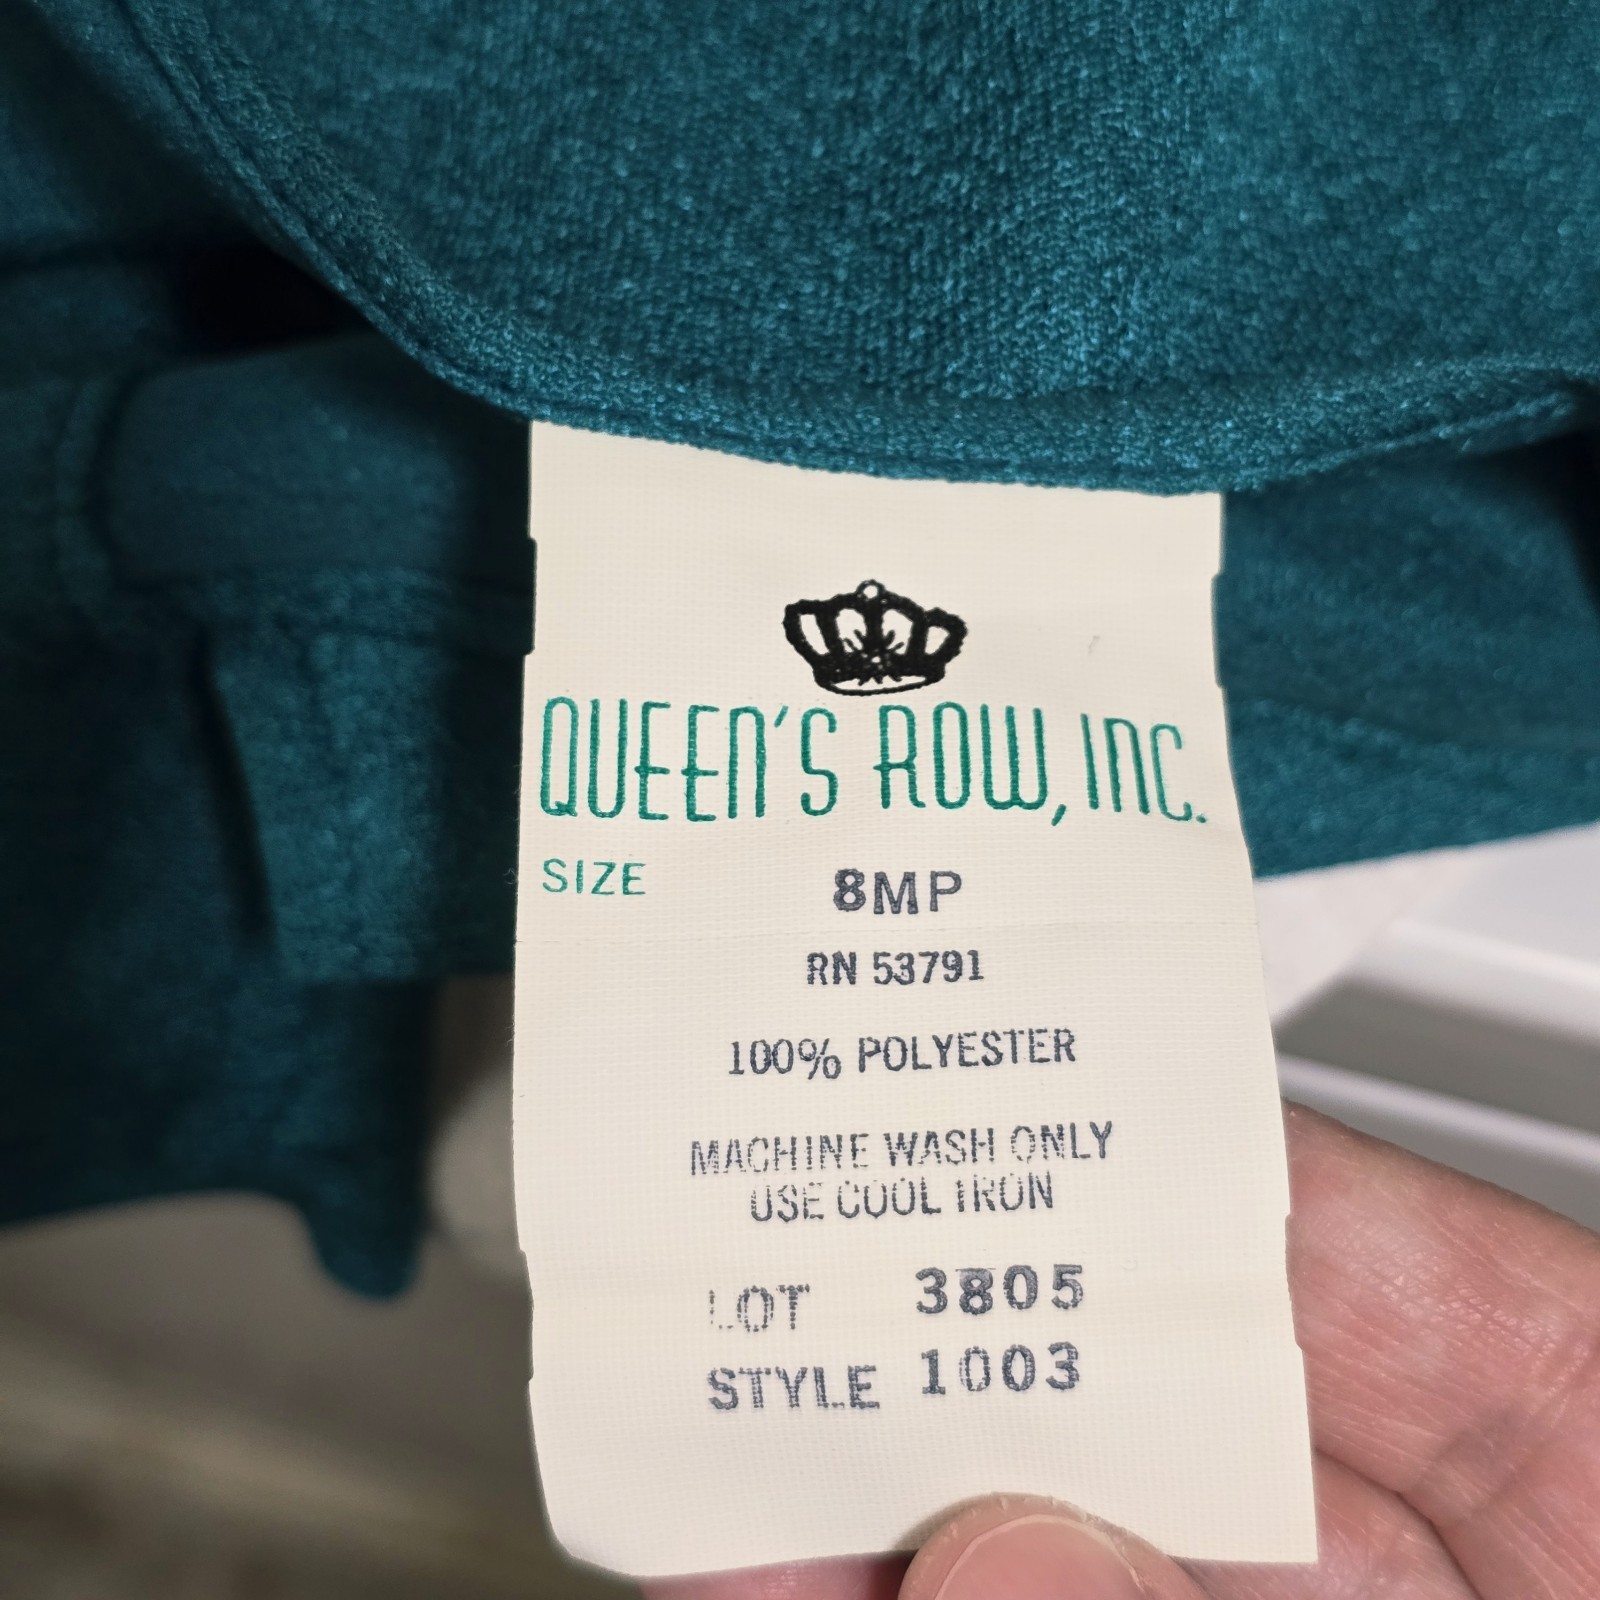 QUEEN'S ROW, INC.
SIZE 8MP
RN 53791
100% POLYESTER
MACHINE WASH ONLY
USE COOL IRON
LOT 3805
STYLE 1003